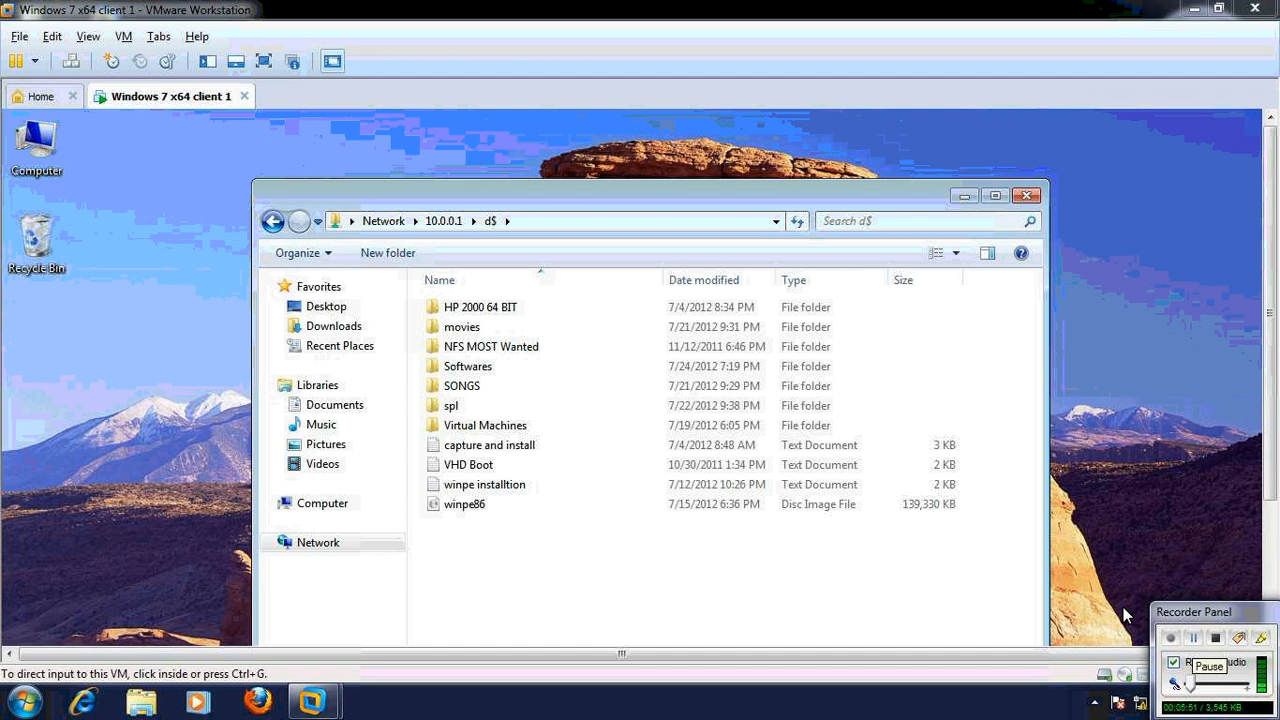 Windows 7 x64 client 1 - VMware Workstation
File Edit View VM Tabs Help
Home
Windows 7 x64 client 1
Computer
Recycle Bin
Network 10.0.0.1 d$
Search d$
Organize New folder
Name Date modified Type Size
Favorites
Desktop
Downloads
Recent Places
Libraries
Documents
Music
Pictures
Videos
Computer
Network
HP 2000 64 BIT 7/4/2012 8:34 PM File folder
movies 7/21/2012 9:31 PM File folder
NFS MOST Wanted 11/12/2011 6:46 PM File folder
Softwares 7/24/2012 7:19 PM File folder
SONGS 7/21/2012 9:29 PM File folder
spl 7/22/2012 9:38 PM File folder
Virtual Machines 7/19/2012 6:05 PM File folder
capture and install 7/4/2012 8:48 AM Text Document 3 KB
VHD Boot 10/30/2011 1:34 PM Text Document 2 KB
winpe installtion 7/12/2012 10:26 PM Text Document 2 KB
winpe86 7/15/2012 6:36 PM Disc Image File 139,330 KB
Recorder Panel
Pause
00:05:51 / 3,545 KB
To direct input to this VM, click inside or press Ctrl+G.